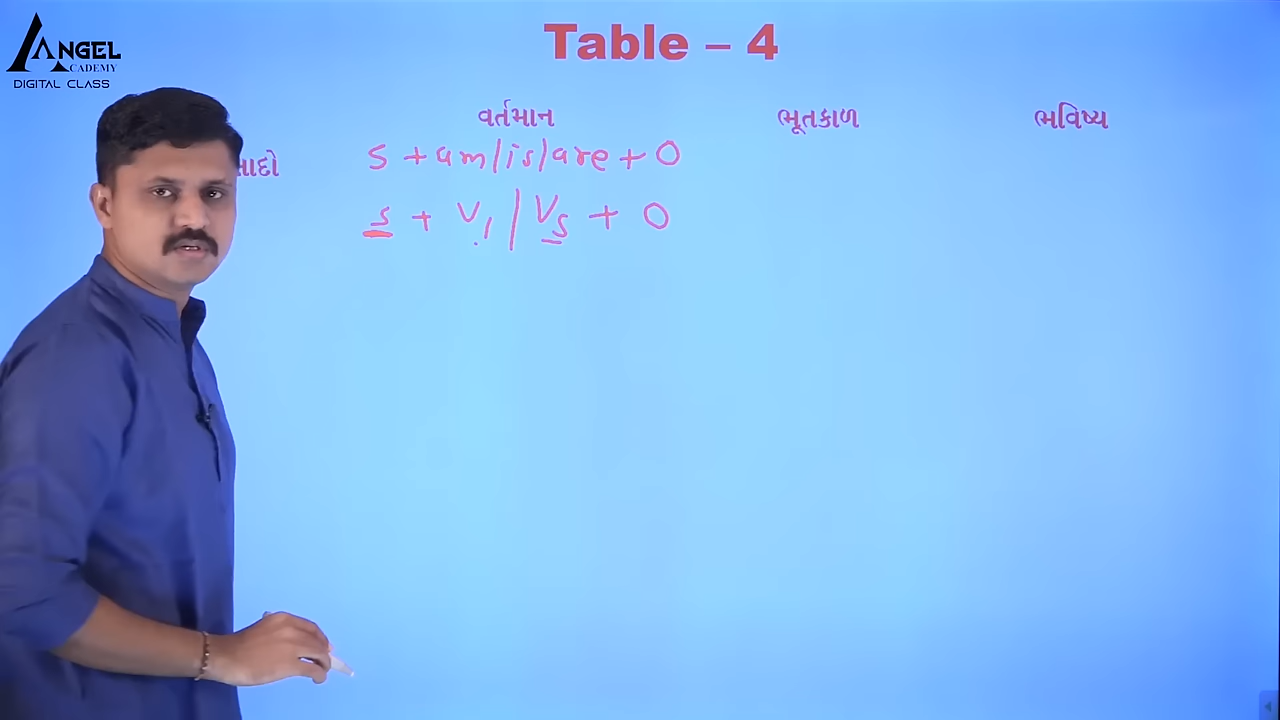 ANGEL
ACADEMY
DIGITAL CLASS
Table – 4
વર્તમાન ભૂતકાળ ભવિષ્ય
સાદો S + am/is/are + O
S + V1 / Vs + O